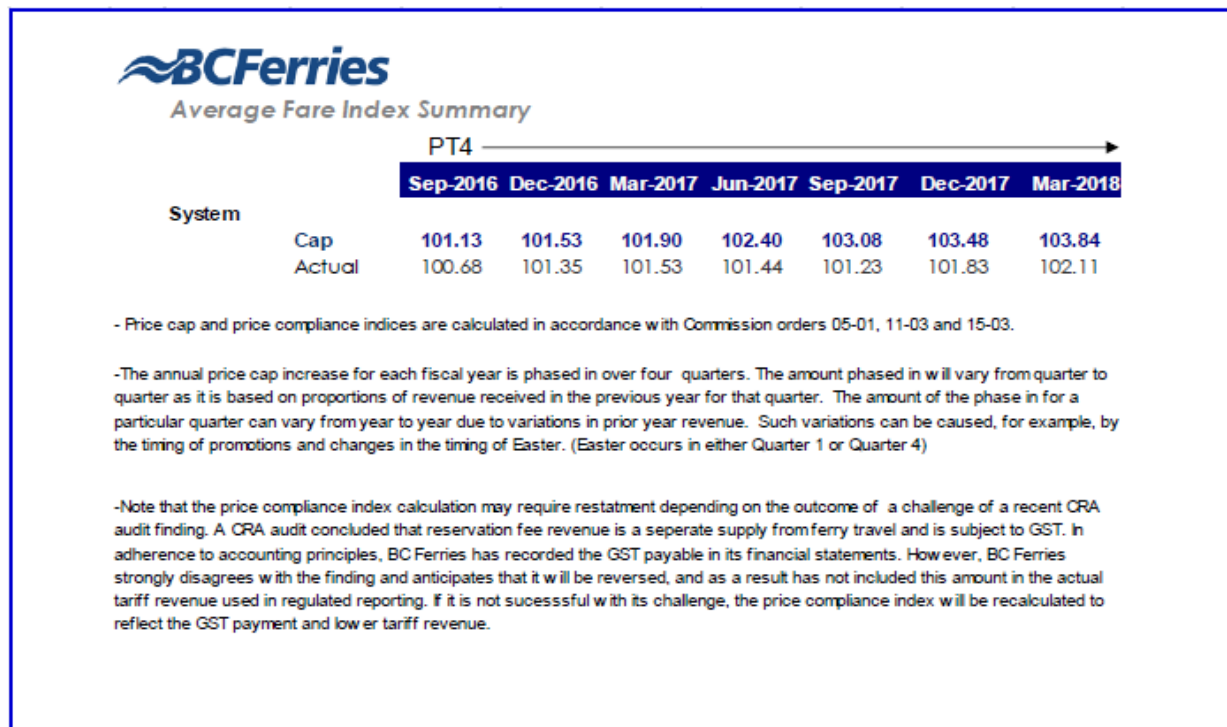 BCFerries
Average Fare Index Summary
PT4
Sep-2016 Dec-2016 Mar-2017 Jun-2017 Sep-2017 Dec-2017 Mar-2018
System
Cap 101.13 101.53 101.90 102.40 103.08 103.48 103.84
Actual 100.68 101.35 101.53 101.44 101.23 101.83 102.11
- Price cap and price compliance indices are calculated in accordance with Commission orders 05-01, 11-03 and 15-03.
-The annual price cap increase for each fiscal year is phased in over four quarters. The amount phased in will vary from quarter to
quarter as it is based on proportions of revenue received in the previous year for that quarter. The amount of the phase in for a
particular quarter can vary from year to year due to variations in prior year revenue. Such variations can be caused, for example, by
the timing of promotions and changes in the timing of Easter. (Easter occurs in either Quarter 1 or Quarter 4)
-Note that the price compliance index calculation may require restatment depending on the outcome of a challenge of a recent CRA
audit finding. A CRA audit concluded that reservation fee revenue is a seperate supply from ferry travel and is subject to GST. In
adherence to accounting principles, BC Ferries has recorded the GST payable in its financial statements. However, BC Ferries
strongly disagrees with the finding and anticipates that it will be reversed, and as a result has not included this amount in the actual
tariff revenue used in regulated reporting. If it is not sucesssful with its challenge, the price compliance index will be recalculated to
reflect the GST payment and lower tariff revenue.